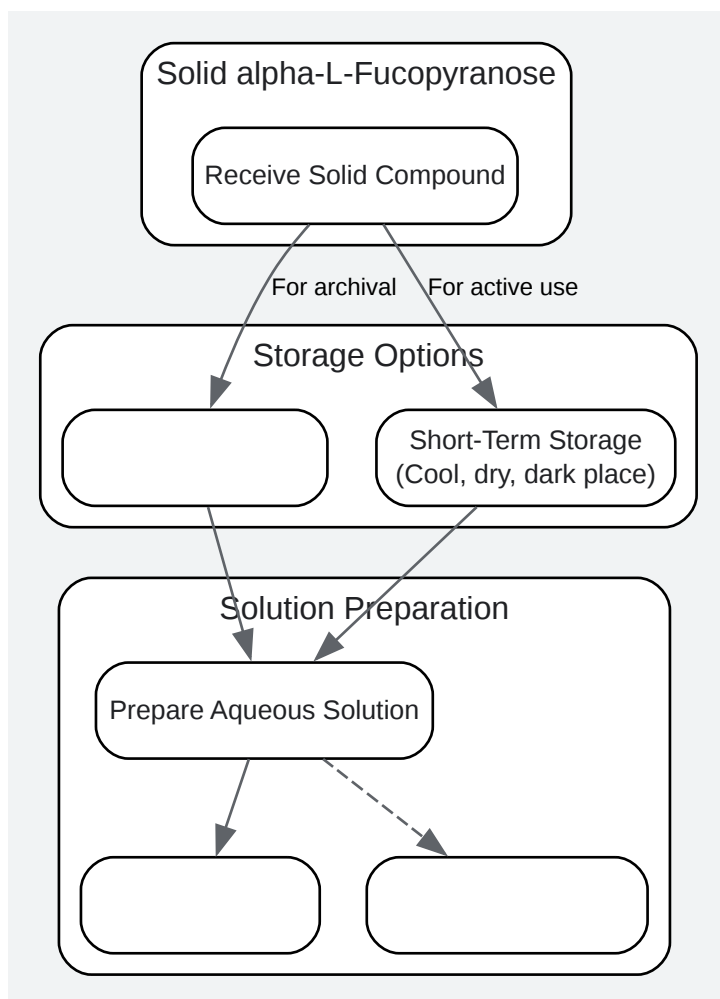 Solid alpha-L-Fucopyranose
Receive Solid Compound
For archival
For active use
Storage Options
Short-Term Storage
(Cool, dry, dark place)
Solution Preparation
Prepare Aqueous Solution